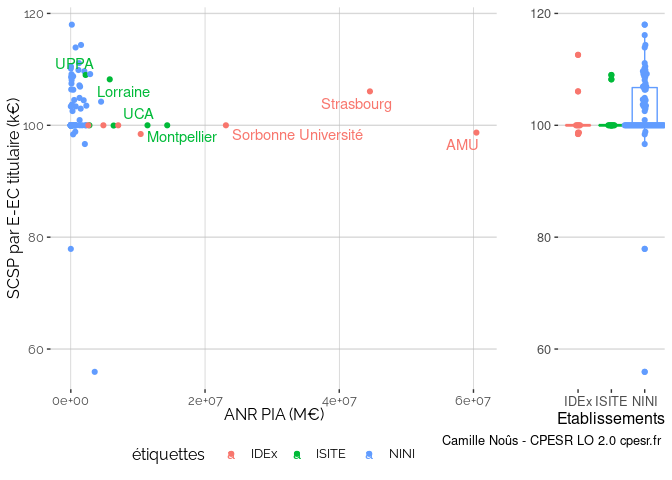 120
100
80
60
SCSP par E-EC titulaire (k€)
UPPA
Lorraine
UCA
Montpellier
Strasbourg
Sorbonne Université
AMU
0e+00 2e+07 4e+07 6e+07
ANR PIA (M€)
120
100
80
60
IDEx ISITE NINI
Etablissements
Camille Noûs - CPESR LO 2.0 cpesr.fr
étiquettes a IDEx a ISITE a NINI